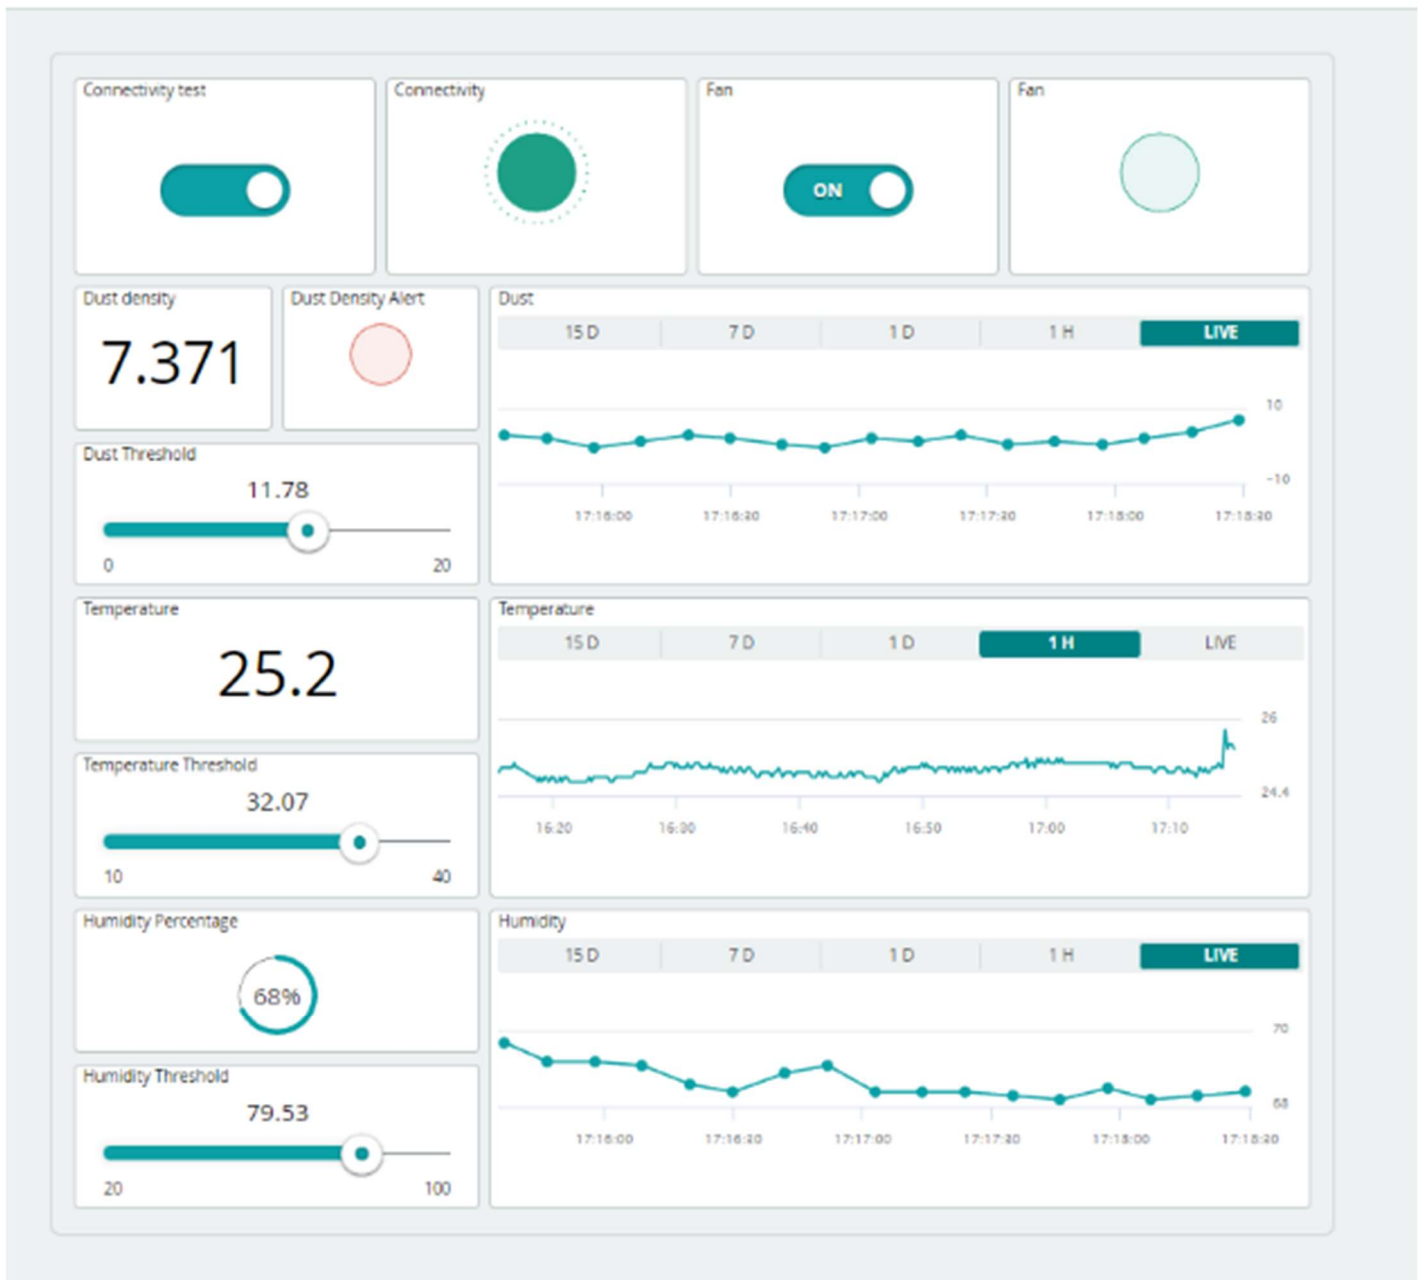 Connectivity test
Connectivity
Fan
Fan
ON
Dust density
7.371
Dust Density Alert
Dust
15 D 7 D 1 D 1 H LIVE
10
-10
17:16:00 17:16:30 17:17:00 17:17:30 17:18:00 17:18:30
Dust Threshold
11.78
0 20
Temperature
25.2
Temperature
15 D 7 D 1 D 1 H LIVE
26
24.4
16:20 16:30 16:40 16:50 17:00 17:10
Temperature Threshold
32.07
10 40
Humidity Percentage
68%
Humidity
15 D 7 D 1 D 1 H LIVE
70
68
17:16:00 17:16:30 17:17:00 17:17:30 17:18:00 17:18:30
Humidity Threshold
79.53
20 100